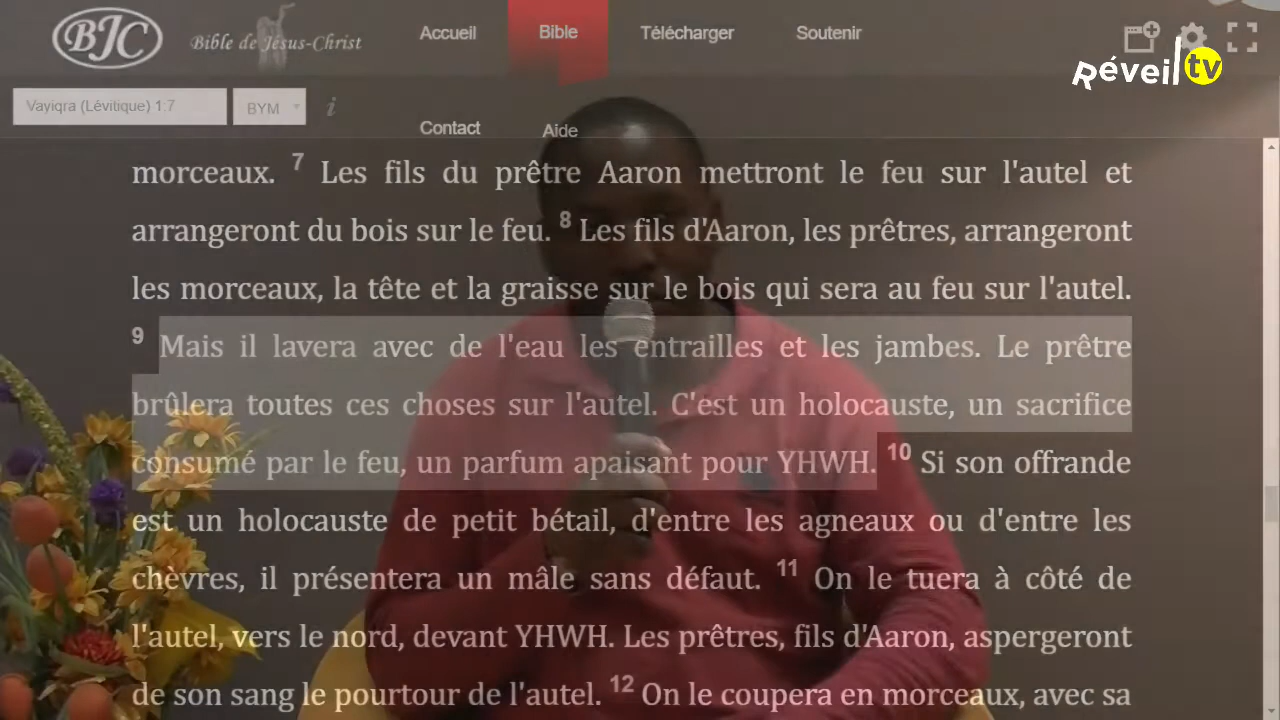 BJC
Bible de Jésus-Christ
Accueil
Bible
Télécharger
Soutenir
Réveil tv
Vayiqra (Lévitique) 1:7
BYM
i
Contact
Aide
morceaux. 7 Les fils du prêtre Aaron mettront le feu sur l'autel et
arrangeront du bois sur le feu. 8 Les fils d'Aaron, les prêtres, arrangeront
les morceaux, la tête et la graisse sur le bois qui sera au feu sur l'autel.
9 Mais il lavera avec de l'eau les entrailles et les jambes. Le prêtre
brûlera toutes ces choses sur l'autel. C'est un holocauste, un sacrifice
consumé par le feu, un parfum apaisant pour YHWH. 10 Si son offrande
est un holocauste de petit bétail, d'entre les agneaux ou d'entre les
chèvres, il présentera un mâle sans défaut. 11 On le tuera à côté de
l'autel, vers le nord, devant YHWH. Les prêtres, fils d'Aaron, aspergeront
de son sang le pourtour de l'autel. 12 On le coupera en morceaux, avec sa